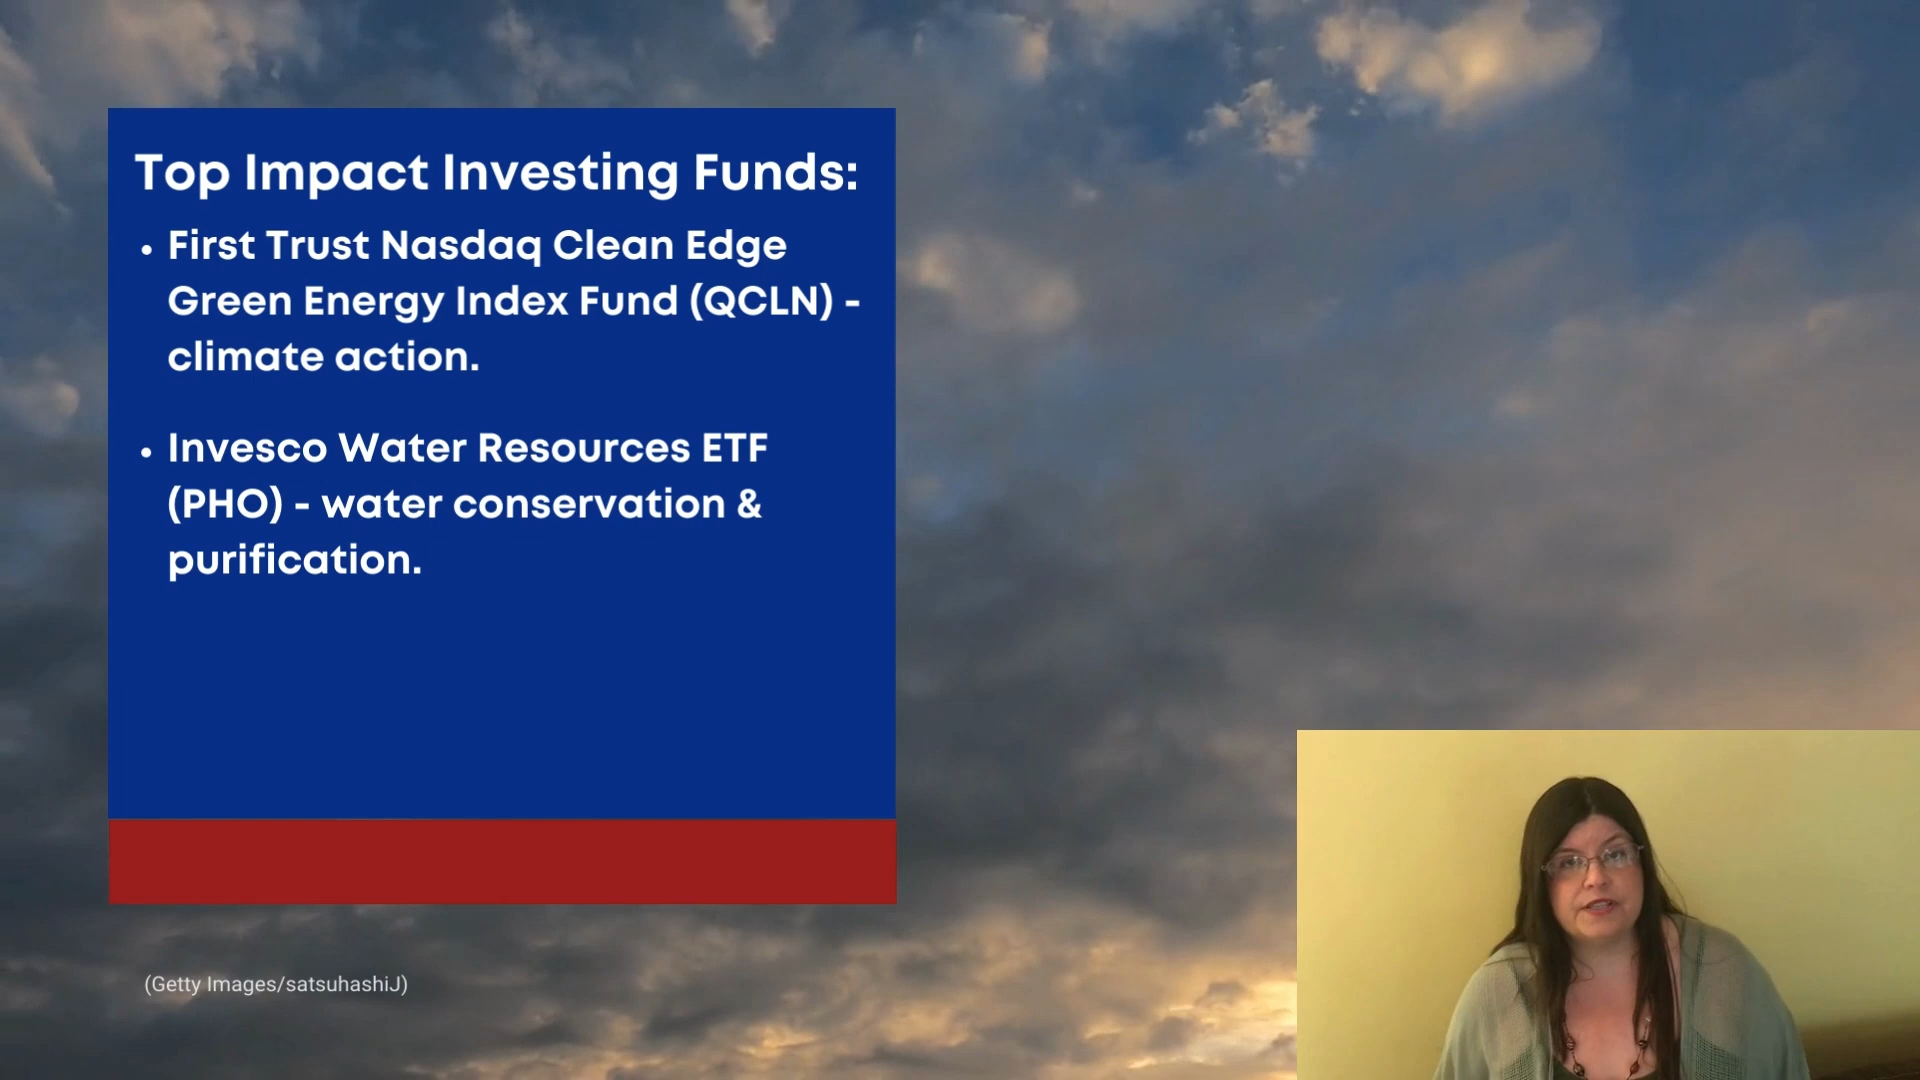 Top Impact Investing Funds:
• First Trust Nasdaq Clean Edge
Green Energy Index Fund (QCLN) -
climate action.
• Invesco Water Resources ETF
(PHO) - water conservation &
purification.
(Getty Images/satsuhashiJ)